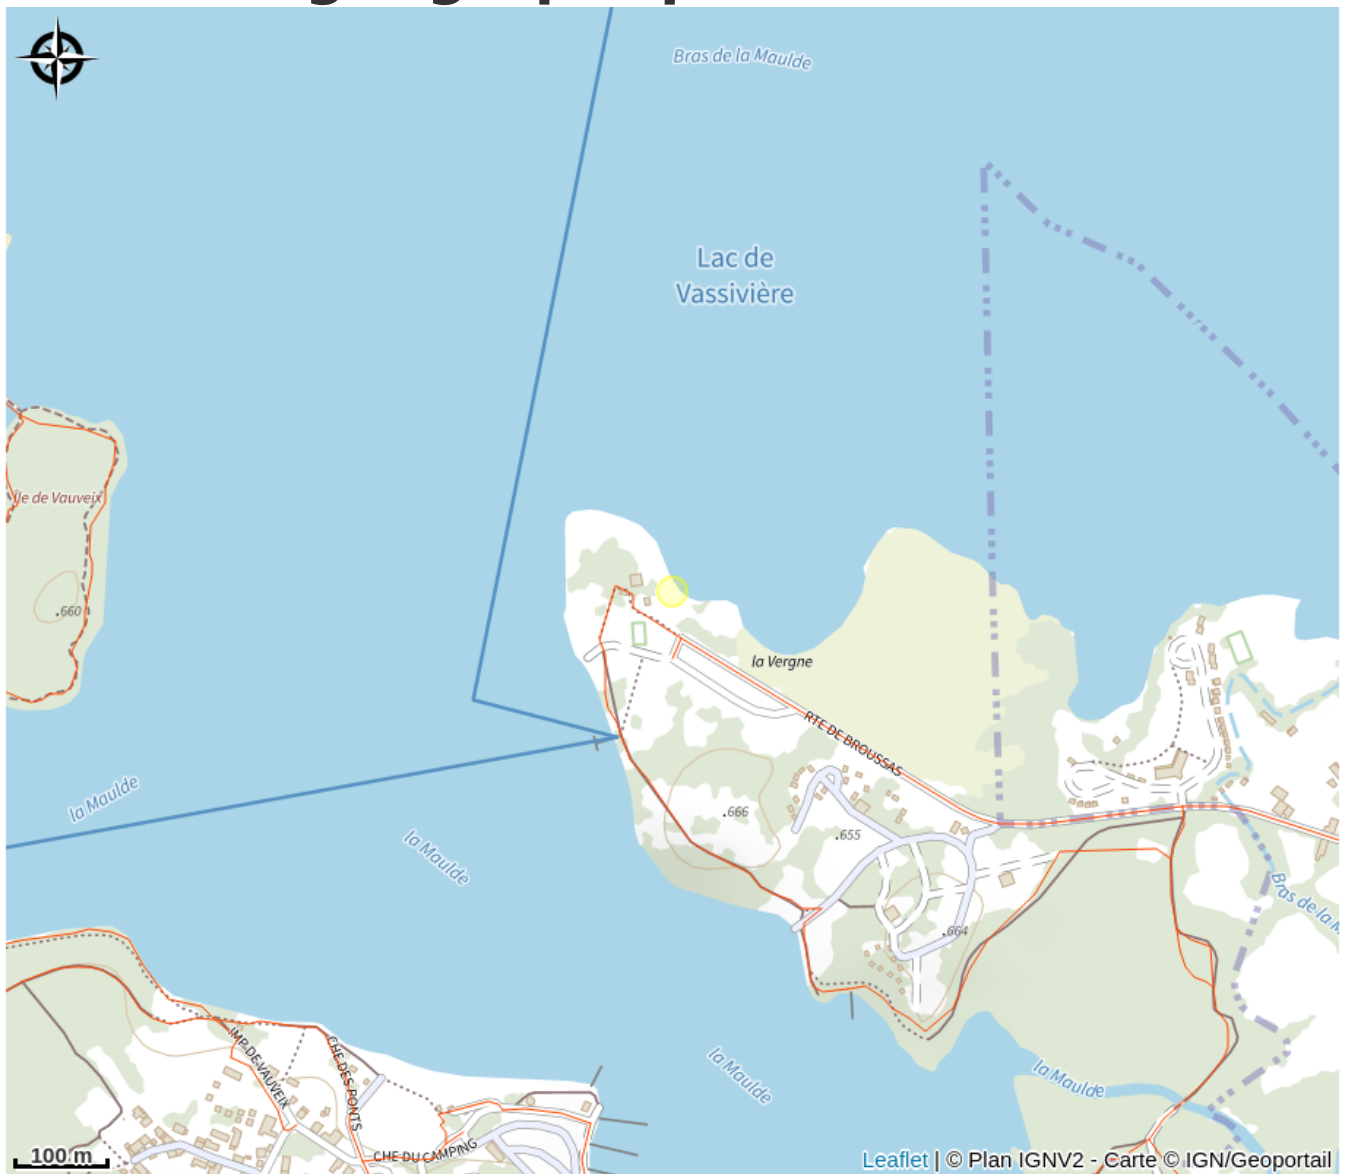 Bras de la Maulde
Lac de
Vassivière
Île de Vauveix
.660
la Vergne
RTE DE BROUSSAS
.666
.655
la Maulde
la Maulde
.664
Bras de la M
IMP-DE-VAUVEIX
CHE DES PONTS
la Maulde
la Maulde
CHE DU CAMPING
100 m
Leaflet | © Plan IGNV2 - Carte © IGN/Geoportail